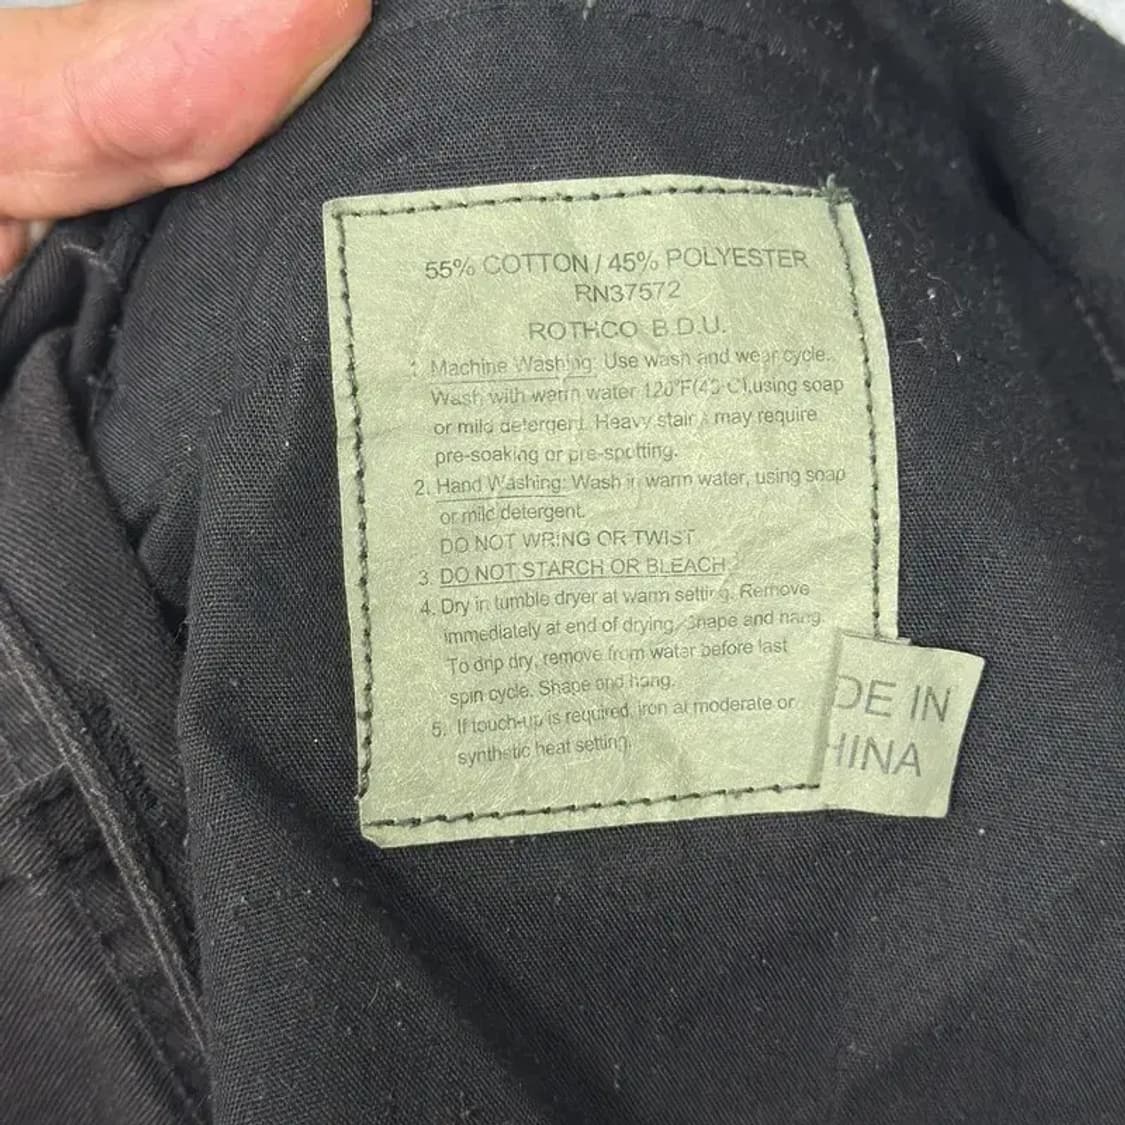 55% COTTON / 45% POLYESTER
RN37572
ROTHCO B.D.U.
1. Machine Washing: Use wash and wear cycle.
Wash with warm water 120°F using soap
or mild detergent. Heavy stains may require
pre-soaking or pre-spotting.
2. Hand Washing: Wash in warm water, using soap
or mild detergent.
DO NOT WRING OR TWIST.
3. DO NOT STARCH OR BLEACH.
4. Dry in tumble dryer at warm setting. Remove
immediately at end of drying. Shape and hang.
To drip dry, remove from water before last
spin cycle. Shape and hang.
5. If touch-up is required, iron at moderate or
synthetic heat setting.
DE IN
HINA